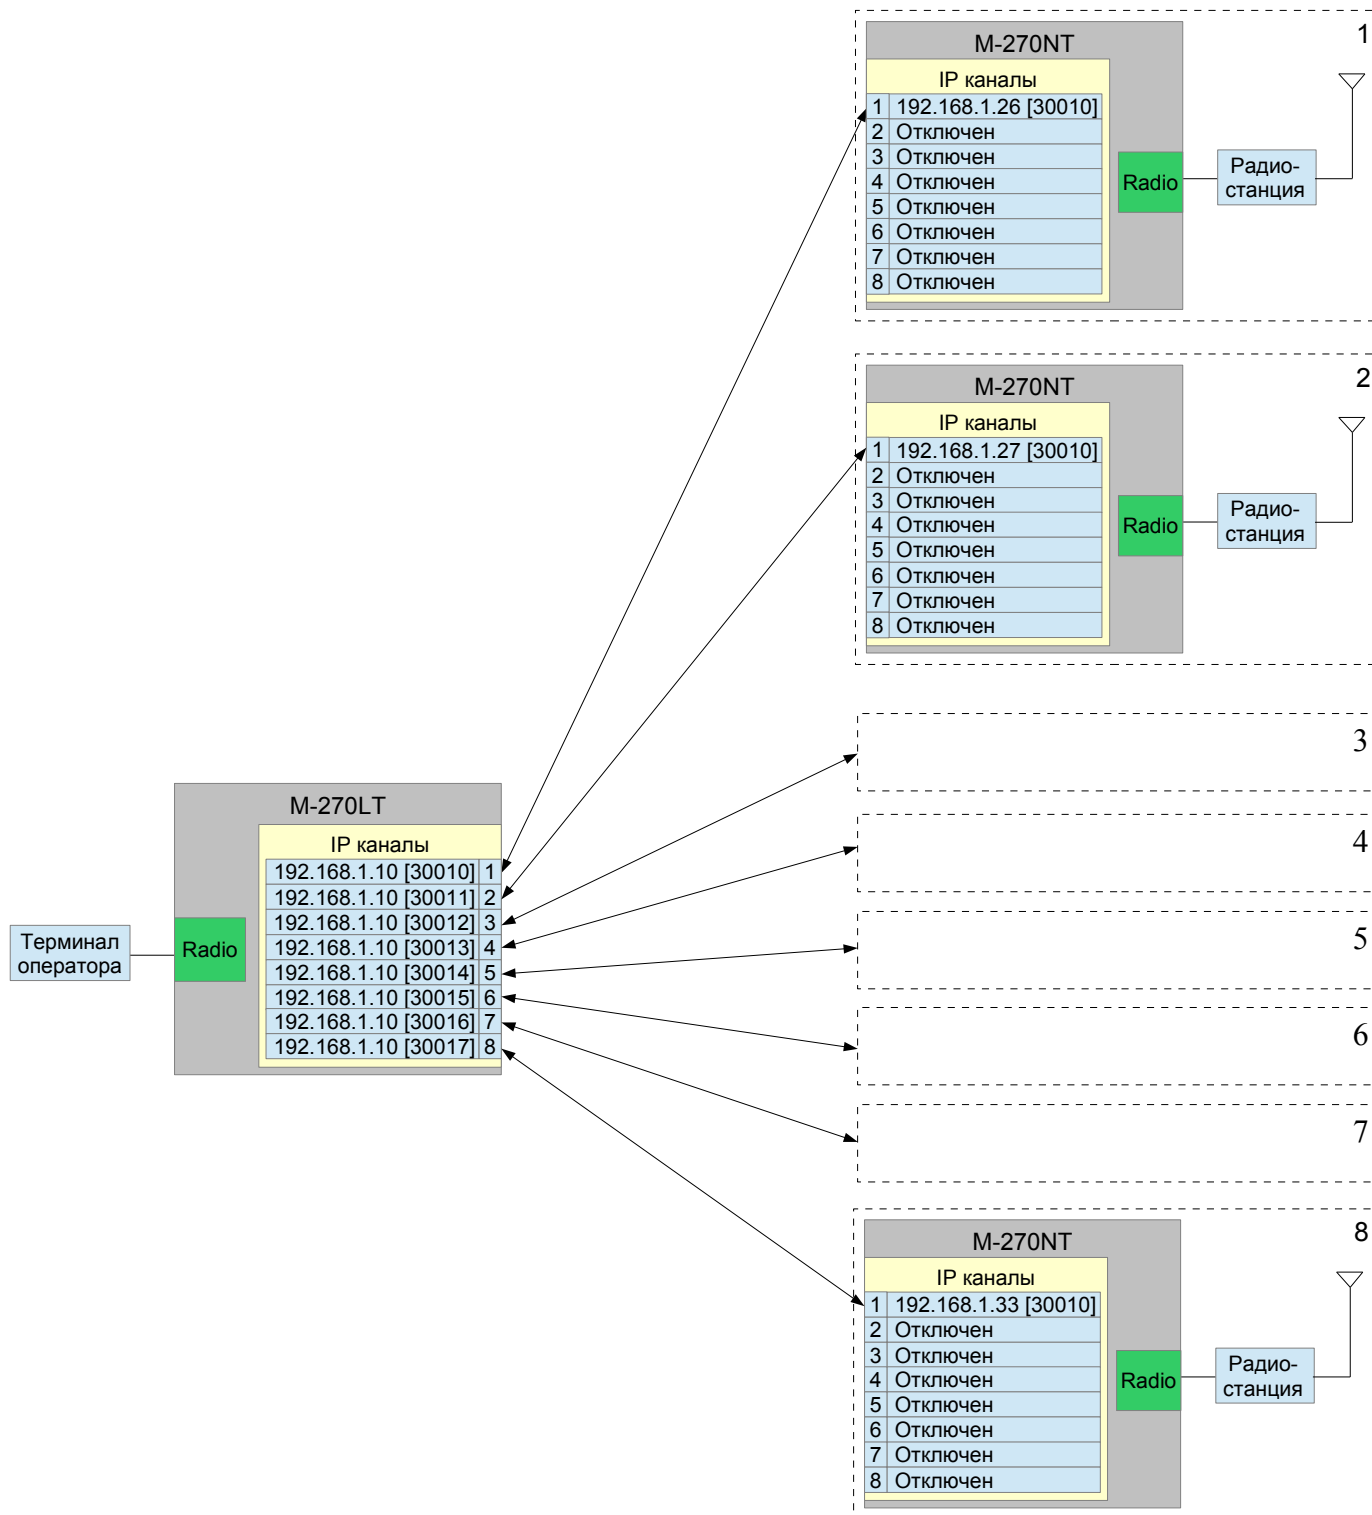 1
M-270NT
IP каналы
1 192.168.1.26 [30010]
2 Отключен
3 Отключен
4 Отключен
5 Отключен
6 Отключен
7 Отключен
8 Отключен
Radio
Радио-
станция
2
M-270NT
IP каналы
1 192.168.1.27 [30010]
2 Отключен
3 Отключен
4 Отключен
5 Отключен
6 Отключен
7 Отключен
8 Отключен
Radio
Радио-
станция
3
4
5
6
7
M-270LT
IP каналы
192.168.1.10 [30010] 1
192.168.1.10 [30011] 2
192.168.1.10 [30012] 3
192.168.1.10 [30013] 4
192.168.1.10 [30014] 5
192.168.1.10 [30015] 6
192.168.1.10 [30016] 7
192.168.1.10 [30017] 8
Radio
Терминал
оператора
8
M-270NT
IP каналы
1 192.168.1.33 [30010]
2 Отключен
3 Отключен
4 Отключен
5 Отключен
6 Отключен
7 Отключен
8 Отключен
Radio
Радио-
станция